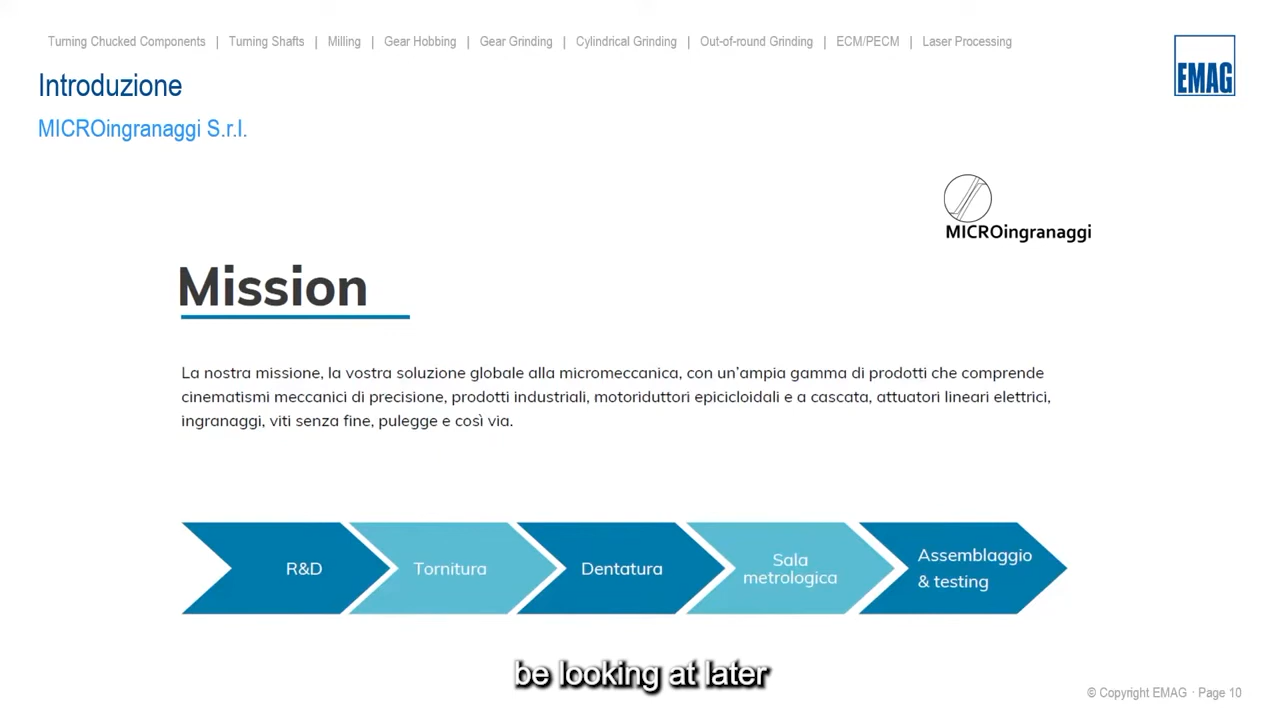 Turning Chucked Components | Turning Shafts | Milling | Gear Hobbing | Gear Grinding | Cylindrical Grinding | Out-of-round Grinding | ECM/PECM | Laser Processing
EMAG
Introduzione
MICROingranaggi S.r.l.
MICROingranaggi
Mission
La nostra missione, la vostra soluzione globale alla micromeccanica, con un'ampia gamma di prodotti che comprende
cinematismi meccanici di precisione, prodotti industriali, motoriduttori epicicloidali e a cascata, attuatori lineari elettrici,
ingranaggi, viti senza fine, pulegge e così via.
R&D
Tornitura
Dentatura
Sala
metrologica
Assemblaggio
& testing
be looking at later
© Copyright EMAG · Page 10